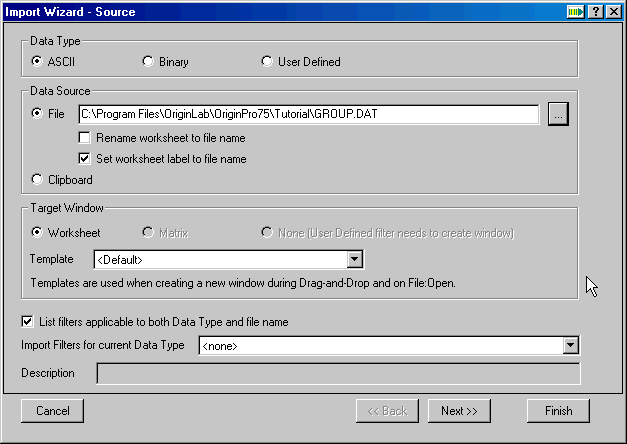 Import Wizard - Source
Data Type
ASCII Binary User Defined
Data Source
File C:\Program Files\OriginLab\OriginPro75\Tutorial\GROUP.DAT ...
Rename worksheet to file name
Set worksheet label to file name
Clipboard
Target Window
Worksheet Matrix None (User Defined filter needs to create window)
Template <Default>
Templates are used when creating a new window during Drag-and-Drop and on File:Open.
List filters applicable to both Data Type and file name
Import Filters for current Data Type <none>
Description
Cancel << Back Next >> Finish